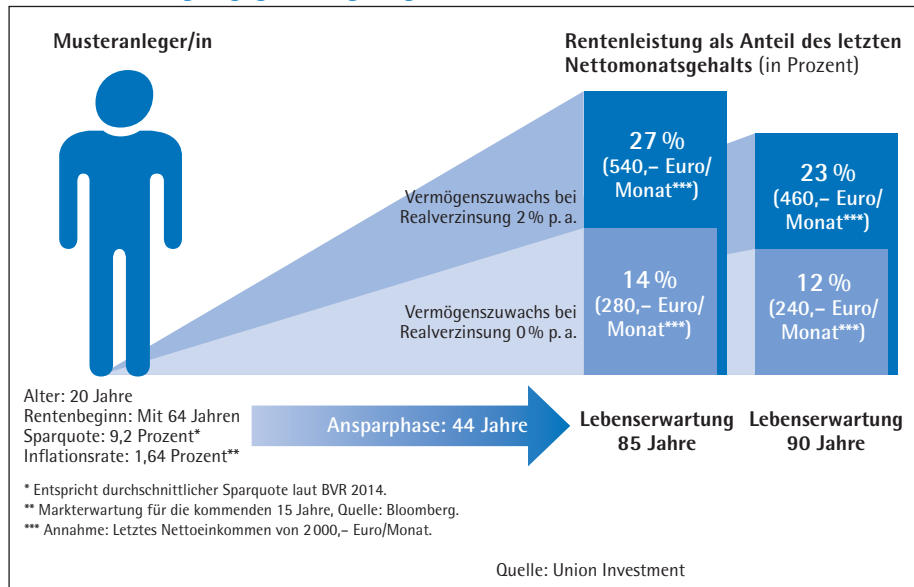 Musteranleger/in
Rentenleistung als Anteil des letzten
Nettomonatsgehalts (in Prozent)
27 %
(540,– Euro/
Monat***)
23 %
(460,– Euro/
Monat***)
Vermögenszuwachs bei
Realverzinsung 2 % p. a.
14 %
(280,– Euro/
Monat***)
12 %
(240,– Euro/
Monat***)
Vermögenszuwachs bei
Realverzinsung 0 % p. a.
Alter: 20 Jahre
Rentenbeginn: Mit 64 Jahren
Sparquote: 9,2 Prozent*
Inflationsrate: 1,64 Prozent**
Ansparphase: 44 Jahre
Lebenserwartung
85 Jahre
Lebenserwartung
90 Jahre
* Entspricht durchschnittlicher Sparquote laut BVR 2014.
** Markterwartung für die kommenden 15 Jahre, Quelle: Bloomberg.
*** Annahme: Letztes Nettoeinkommen von 2 000,– Euro/Monat.
Quelle: Union Investment